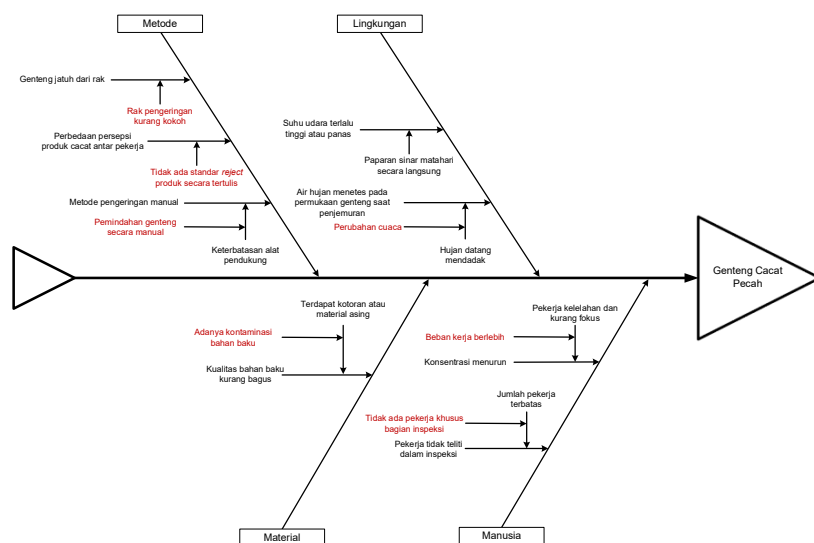 Metode
Lingkungan
Genteng jatuh dari rak
Rak pengeringan
kurang kokoh
Perbedaan persepsi
produk cacat antar pekerja
Tidak ada standar reject
produk secara tertulis
Metode pengeringan manual
Pemindahan genteng
secara manual
Keterbatasan alat
pendukung
Suhu udara terlalu
tinggi atau panas
Paparan sinar matahari
secara langsung
Air hujan menetes pada
permukaan genteng saat
penjemuran
Perubahan cuaca
Hujan datang
mendadak
Genteng Cacat
Pecah
Terdapat kotoran atau
material asing
Adanya kontaminasi
bahan baku
Kualitas bahan baku
kurang bagus
Pekerja kelelahan dan
kurang fokus
Beban kerja berlebih
Konsentrasi menurun
Jumlah pekerja
terbatas
Tidak ada pekerja khusus
bagian inspeksi
Pekerja tidak teliti
dalam inspeksi
Material
Manusia